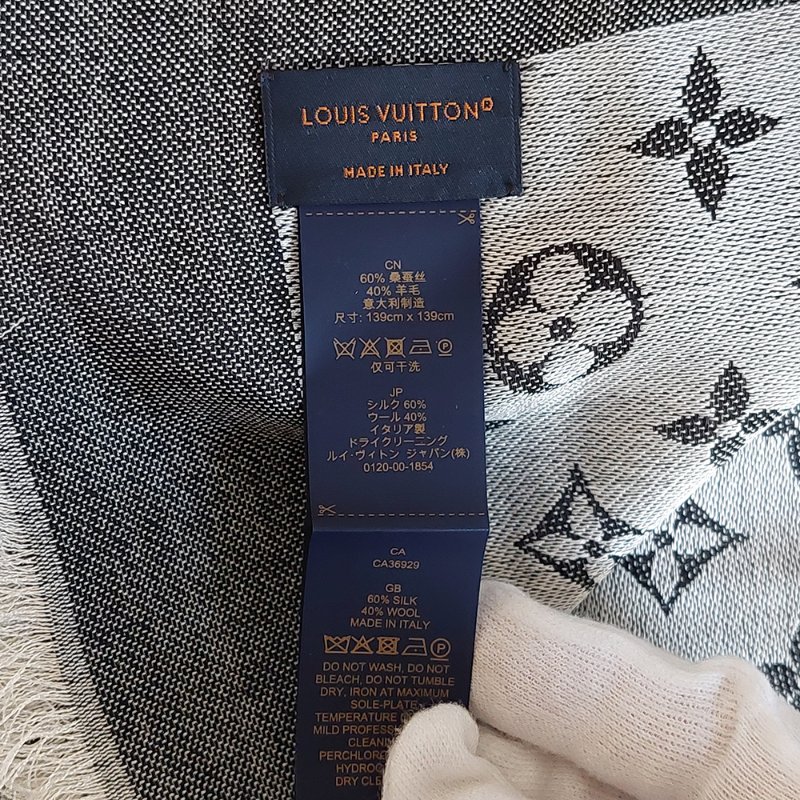 LOUIS VUITTON®
PARIS
MADE IN ITALY
CN
60% 桑蚕丝
40% 羊毛
意大利制造
尺寸: 139cm x 139cm
仅可干洗
JP
シルク 60%
ウール 40%
イタリア製
ドライクリーニング
ルイ・ヴィトン ジャパン(株)
0120-00-1854
CA
CA36929
GB
60% SILK
40% WOOL
MADE IN ITALY
DO NOT WASH, DO NOT
BLEACH, DO NOT TUMBLE
DRY, IRON AT MAXIMUM
SOLE-PLATE
TEMPERATURE
MILD
DRY